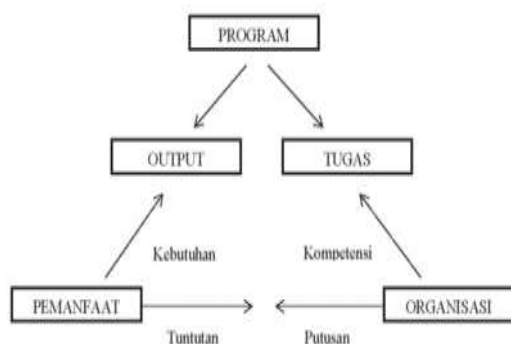 PROGRAM
OUTPUT
TUGAS
Kebutuhan
Kompetensi
PEMANFAAT
ORGANISASI
Tuntutan
Putusan